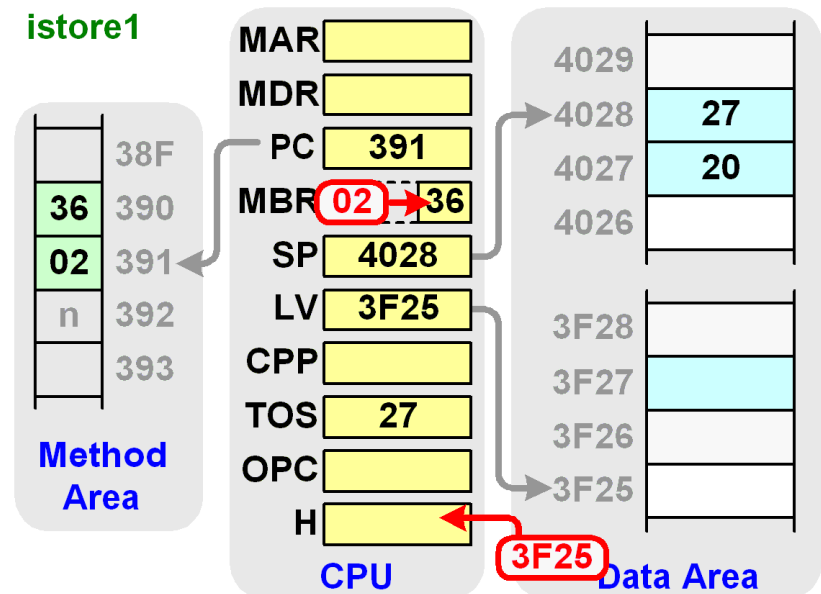 istore1
38F
36 390
02 391
n 392
393
Method
Area
MAR
MDR
PC 391
MBR 02 36
SP 4028
LV 3F25
CPP
TOS 27
OPC
H
3F25
CPU
4029
4028 27
4027 20
4026
3F28
3F27
3F26
3F25
Data Area